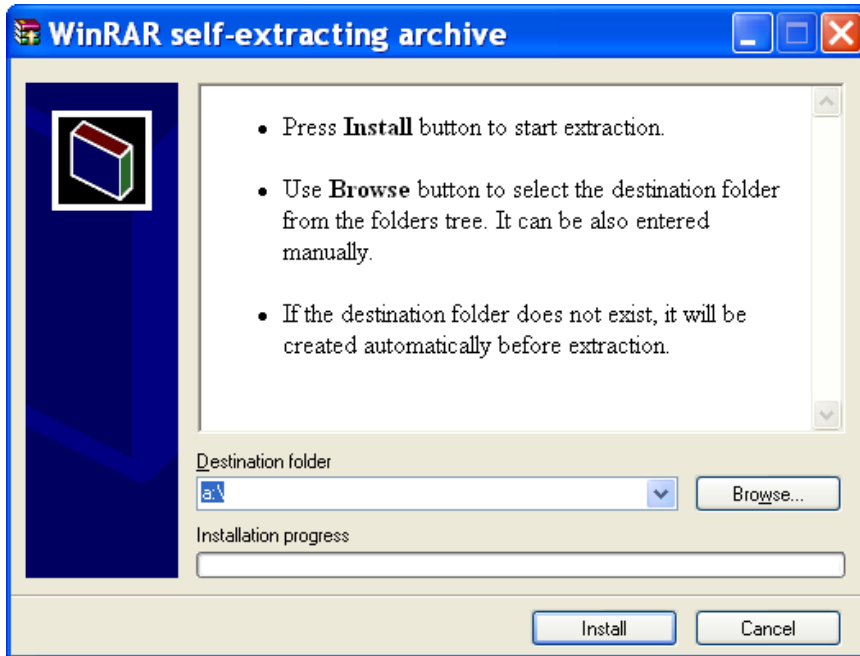 WinRAR self-extracting archive
• Press Install button to start extraction.
• Use Browse button to select the destination folder
from the folders tree. It can be also entered
manually.
• If the destination folder does not exist, it will be
created automatically before extraction.
Destination folder
a:\
Browse...
Installation progress
Install
Cancel